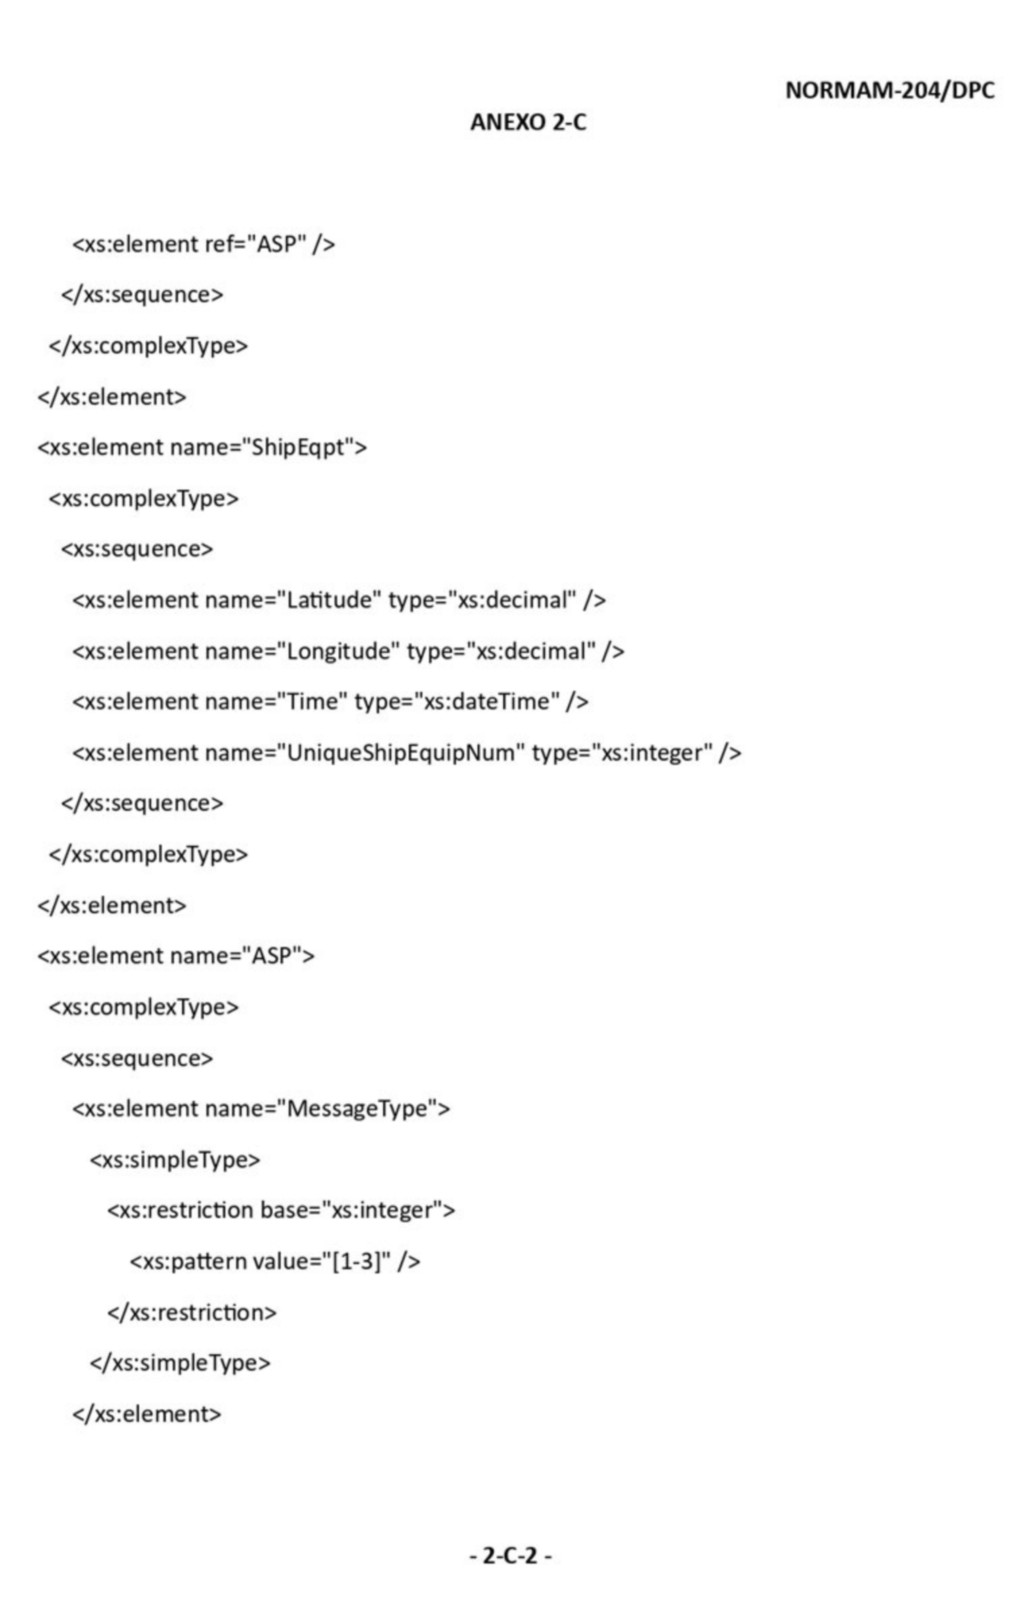 NORMAM-204/DPC
ANEXO 2-C
<xs:element ref="ASP" />
</xs:sequence>
</xs:complexType>
</xs:element>
<xs:element name="ShipEqpt">
<xs:complexType>
<xs:sequence>
<xs:element name="Latitude" type="xs:decimal" />
<xs:element name="Longitude" type="xs:decimal" />
<xs:element name="Time" type="xs:dateTime" />
<xs:element name="UniqueShipEquipNum" type="xs:integer" />
</xs:sequence>
</xs:complexType>
</xs:element>
<xs:element name="ASP">
<xs:complexType>
<xs:sequence>
<xs:element name="MessageType">
<xs:simpleType>
<xs:restriction base="xs:integer">
<xs:pattern value="[1-3]" />
</xs:restriction>
</xs:simpleType>
</xs:element>
- 2-C-2 -